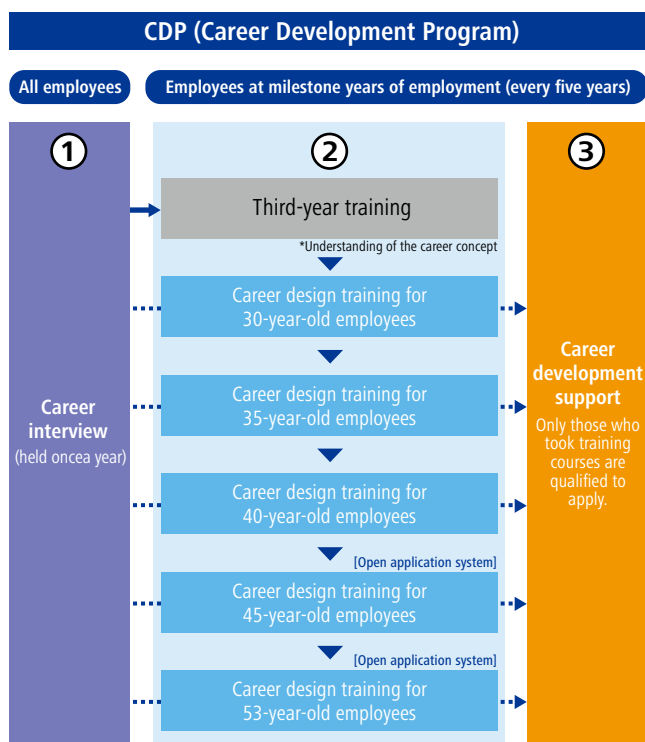 CDP (Career Development Program)
All employees
Employees at milestone years of employment (every five years)
1
Career
interview
(held oncea year)
2
Third-year training
*Understanding of the career concept
Career design training for
30-year-old employees
Career design training for
35-year-old employees
Career design training for
40-year-old employees
[Open application system]
Career design training for
45-year-old employees
[Open application system]
Career design training for
53-year-old employees
3
Career
development
support
Only those who
took training
courses are
qualified to
apply.